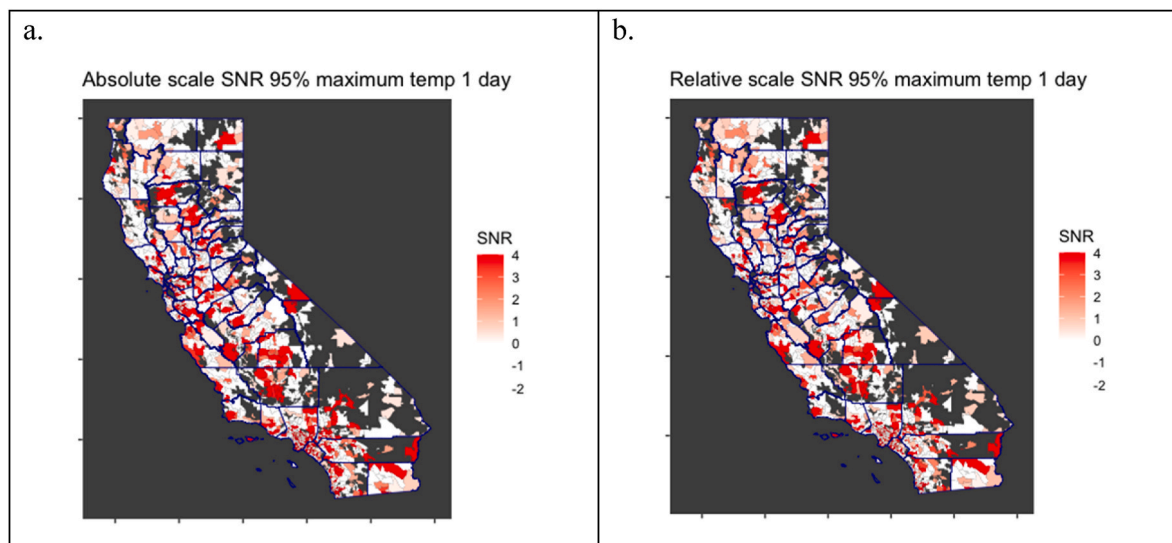 a.
Absolute scale SNR 95% maximum temp 1 day
SNR
4
3
2
1
0
-1
-2
b.
Relative scale SNR 95% maximum temp 1 day
SNR
4
3
2
1
0
-1
-2